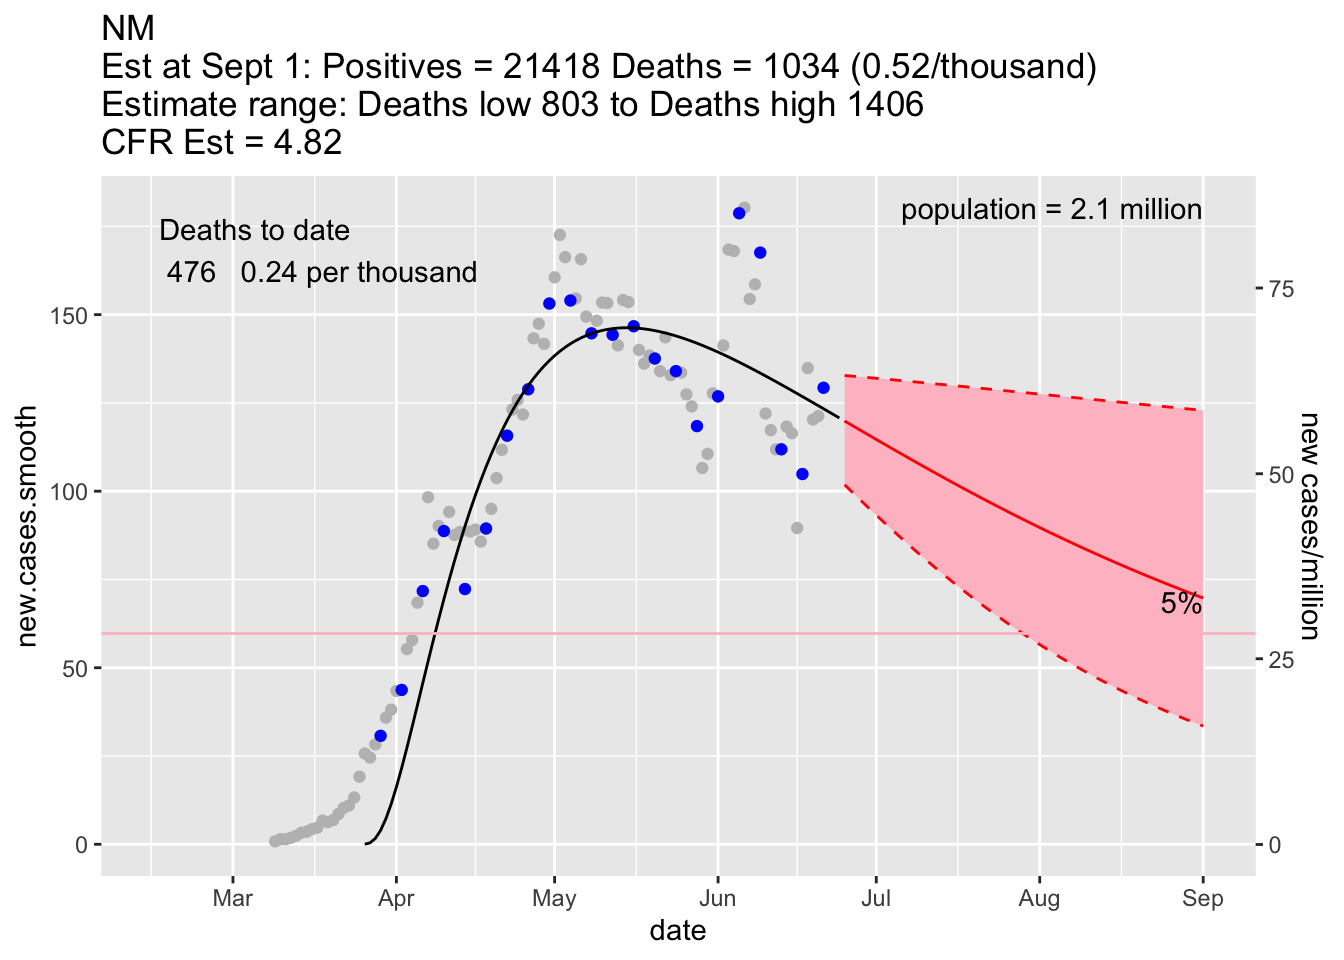 NM
Est at Sept 1: Positives = 21418 Deaths = 1034 (0.52/thousand)
Estimate range: Deaths low 803 to Deaths high 1406
CFR Est = 4.82
population = 2.1 million
Deaths to date
476 0.24 per thousand
150
100
50
0
new.cases.smooth
75
50
25
0
new cases/million
5%
Mar Apr May Jun Jul Aug Sep
date